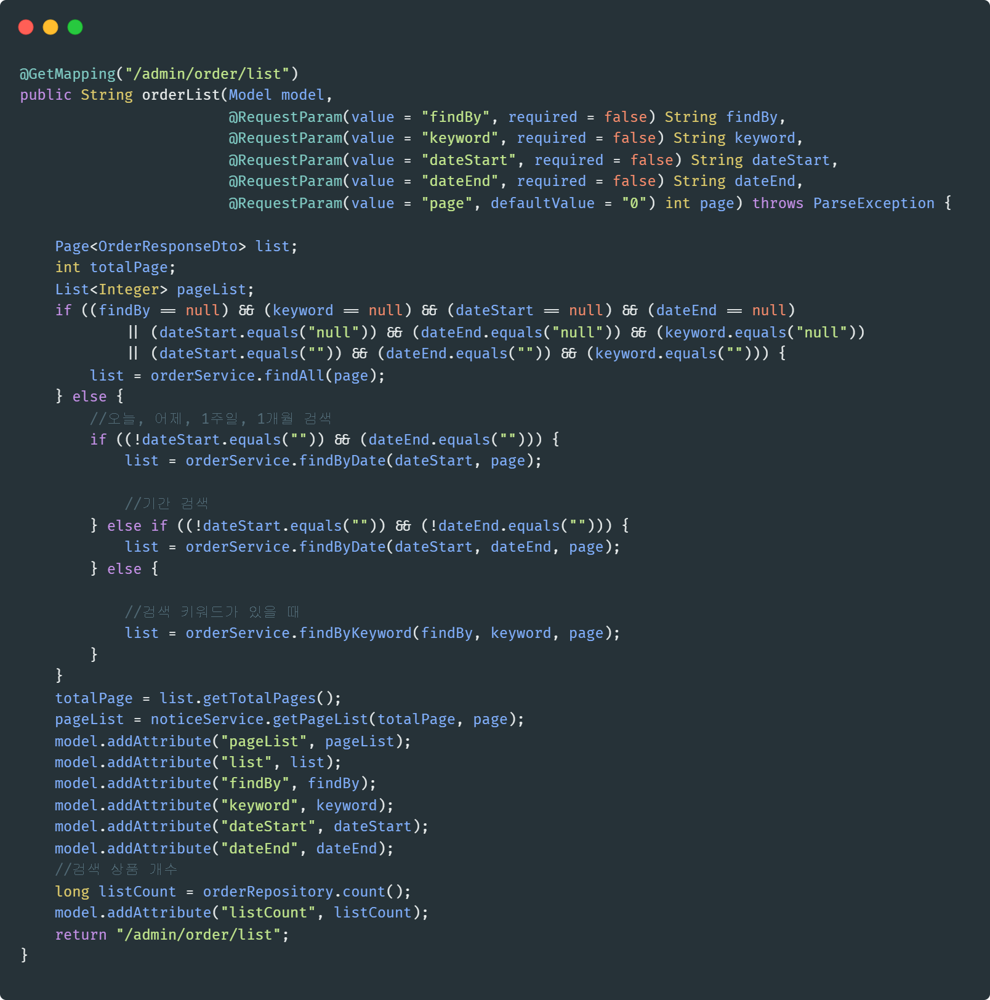 @GetMapping("/admin/order/list")
public String orderList(Model model,
                        @RequestParam(value = "findBy", required = false) String findBy,
                        @RequestParam(value = "keyword", required = false) String keyword,
                        @RequestParam(value = "dateStart", required = false) String dateStart,
                        @RequestParam(value = "dateEnd", required = false) String dateEnd,
                        @RequestParam(value = "page", defaultValue = "0") int page) throws ParseException {

    Page<OrderResponseDto> list;
    int totalPage;
    List<Integer> pageList;
    if ((findBy == null) && (keyword == null) && (dateStart == null) && (dateEnd == null)
            || (dateStart.equals("null")) && (dateEnd.equals("null")) && (keyword.equals("null"))
            || (dateStart.equals("")) && (dateEnd.equals("")) && (keyword.equals(""))) {
        list = orderService.findAll(page);
    } else {
        //오늘, 어제, 1주일, 1개월 검색
        if ((!dateStart.equals("")) && (dateEnd.equals(""))) {
            list = orderService.findByDate(dateStart, page);

            //기간 검색
        } else if ((!dateStart.equals("")) && (!dateEnd.equals(""))) {
            list = orderService.findByDate(dateStart, dateEnd, page);
        } else {

            //검색 키워드가 있을 때
            list = orderService.findByKeyword(findBy, keyword, page);
        }
    }
    totalPage = list.getTotalPages();
    pageList = noticeService.getPageList(totalPage, page);
    model.addAttribute("pageList", pageList);
    model.addAttribute("list", list);
    model.addAttribute("findBy", findBy);
    model.addAttribute("keyword", keyword);
    model.addAttribute("dateStart", dateStart);
    model.addAttribute("dateEnd", dateEnd);
    //검색 상품 개수
    long listCount = orderRepository.count();
    model.addAttribute("listCount", listCount);
    return "/admin/order/list";
}